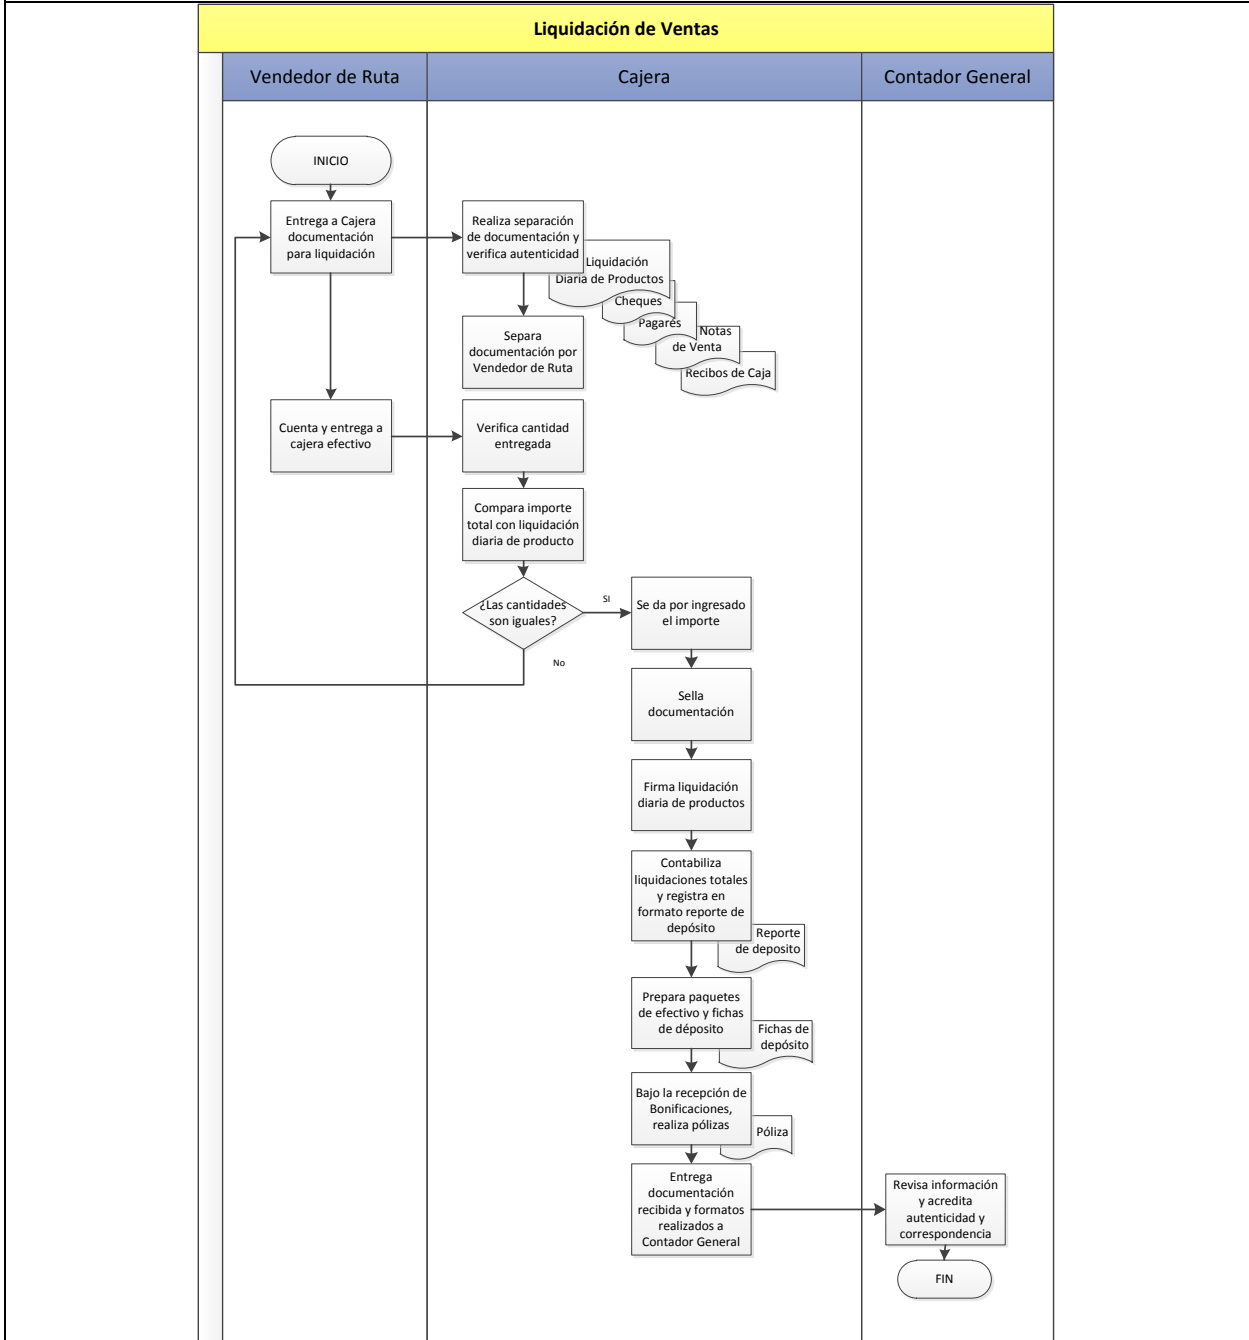 Liquidación de Ventas
Vendedor de Ruta
Cajera
Contador General
INICIO
Entrega a Cajera
documentación
para liquidación
Realiza separación
de documentación y
verifica autenticidad
Liquidación
Diaria de Productos
Cheques
Pagarés
Notas
de Venta
Recibos de Caja
Separa
documentación por
Vendedor de Ruta
Cuenta y entrega a
cajera efectivo
Verifica cantidad
entregada
Compara importe
total con liquidación
diaria de producto
¿Las cantidades
son iguales?
SI
No
Se da por ingresado
el importe
Sella
documentación
Firma liquidación
diaria de productos
Contabiliza
liquidaciones totales
y registra en
formato reporte de
depósito
Reporte
de deposito
Prepara paquetes
de efectivo y fichas
de déposito
Fichas de
depósito
Bajo la recepción de
Bonificaciones,
realiza pólizas
Póliza
Entrega
documentación
recibida y formatos
realizados a
Contador General
Revisa información
y acredita
autenticidad y
correspondencia
FIN